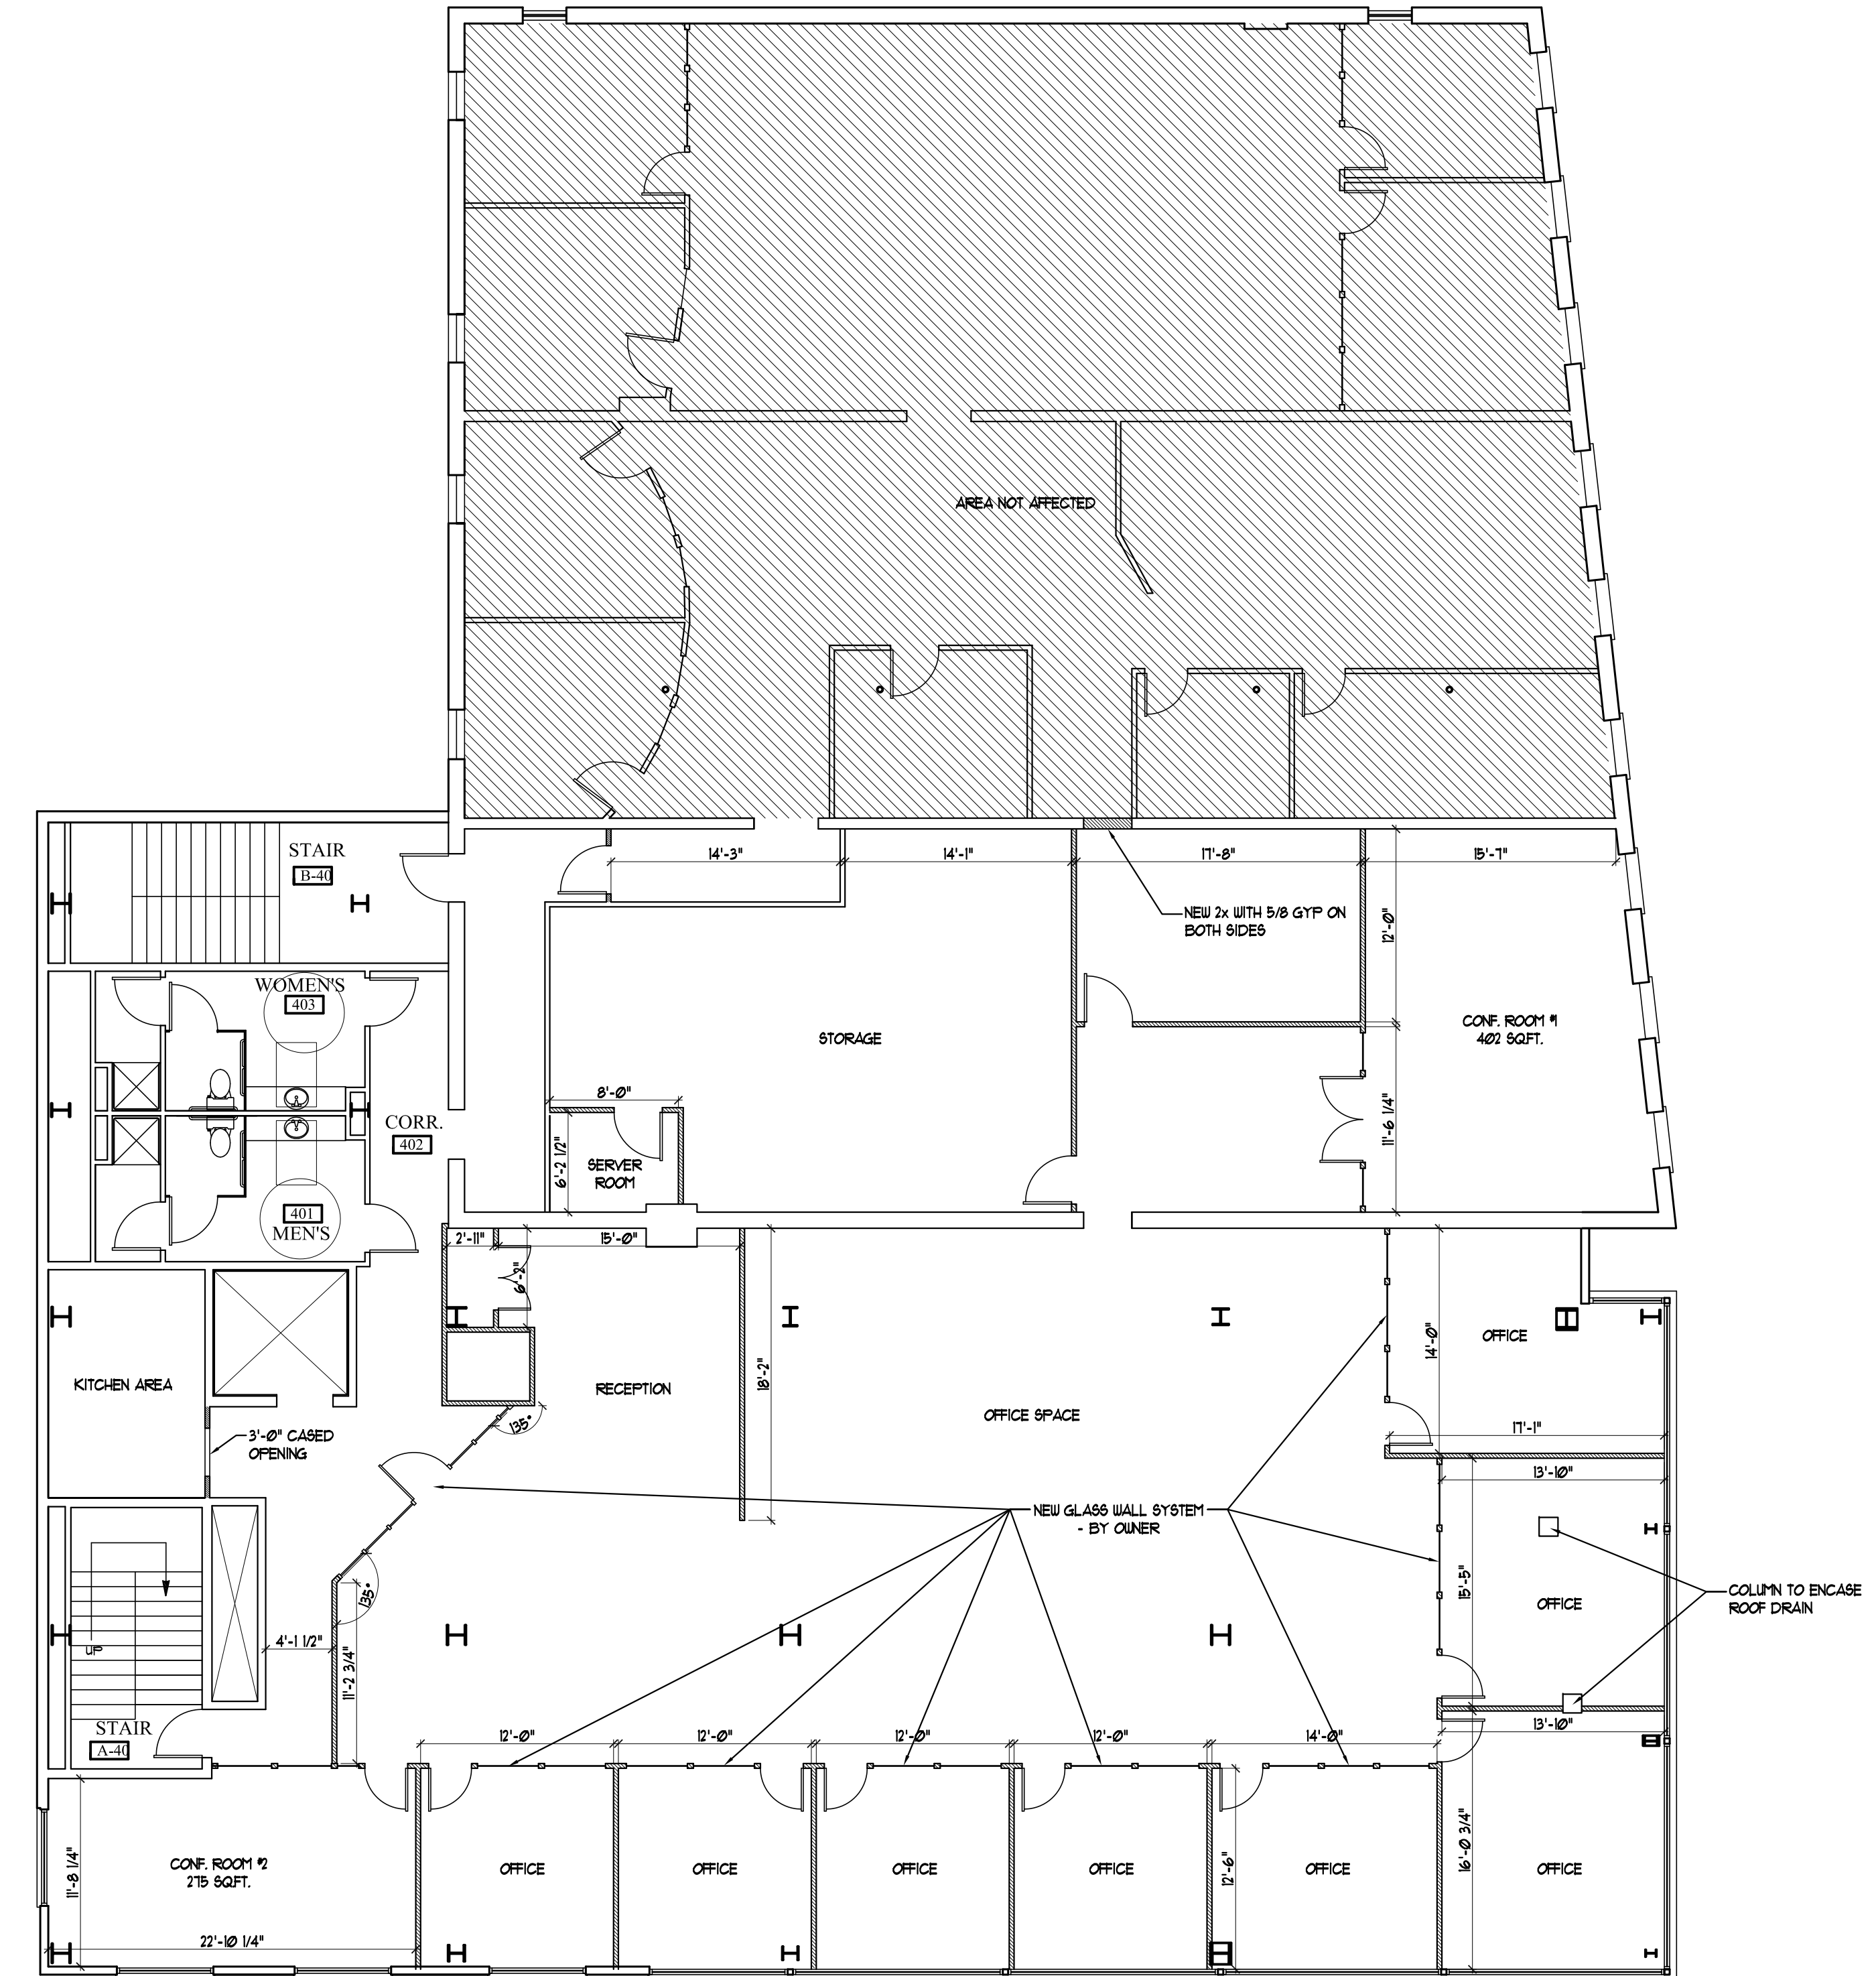 AREA NOT AFFECTED
STAIR
B-40
14'-3"
14'-1"
17'-8"
15'-7"
NEW 2x WITH 5/8 GYP ON
BOTH SIDES
12'-0"
WOMEN'S
403
STORAGE
CONF. ROOM #1
402 SQ.FT.
8'-0"
CORR.
402
11'-6 1/4"
6'-2 1/2"
SERVER
ROOM
401
MEN'S
2'-11"
15'-0"
6'-2"
OFFICE
14'-0"
KITCHEN AREA
RECEPTION
18'-2"
OFFICE SPACE
135°
17'-1"
3'-0" CASED
OPENING
13'-10"
NEW GLASS WALL SYSTEM
- BY OWNER
15'-5"
OFFICE
COLUMN TO ENCASE
ROOF DRAIN
135°
4'-1 1/2"
UP
11'-2 3/4"
STAIR
A-40
12'-0"
12'-0"
12'-0"
12'-0"
14'-0"
13'-10"
11'-8 1/4"
CONF. ROOM #2
275 SQ.FT.
OFFICE
OFFICE
OFFICE
OFFICE
12'-6"
OFFICE
16'-0 3/4"
OFFICE
22'-10 1/4"